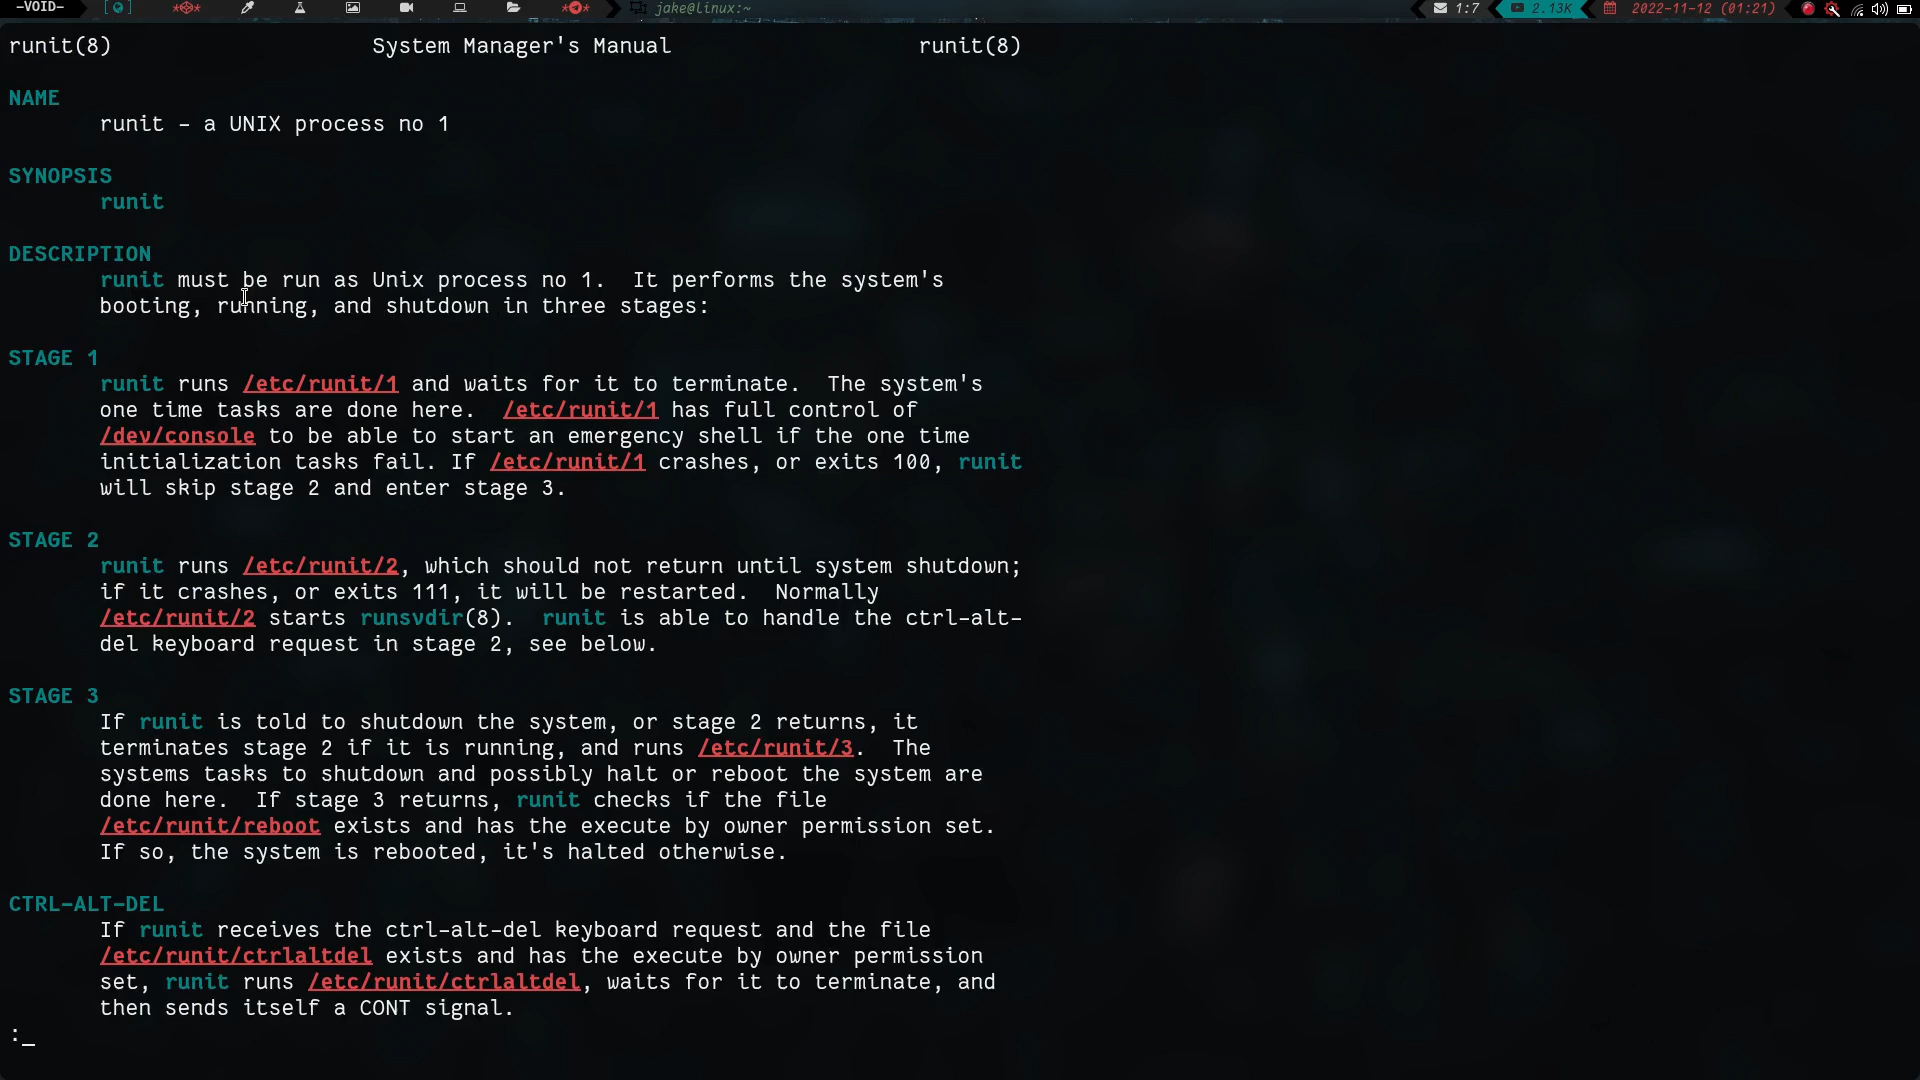 -VOID- jake@linux:~ 1:7 2.13K 2022-11-12 (01:21)
runit(8) System Manager's Manual runit(8)
NAME
runit - a UNIX process no 1
SYNOPSIS
runit
DESCRIPTION
runit must be run as Unix process no 1.  It performs the system's
booting, running, and shutdown in three stages:
STAGE 1
runit runs /etc/runit/1 and waits for it to terminate.  The system's
one time tasks are done here.  /etc/runit/1 has full control of
/dev/console to be able to start an emergency shell if the one time
initialization tasks fail. If /etc/runit/1 crashes, or exits 100, runit
will skip stage 2 and enter stage 3.
STAGE 2
runit runs /etc/runit/2, which should not return until system shutdown;
if it crashes, or exits 111, it will be restarted.  Normally
/etc/runit/2 starts runsvdir(8).  runit is able to handle the ctrl-alt-
del keyboard request in stage 2, see below.
STAGE 3
If runit is told to shutdown the system, or stage 2 returns, it
terminates stage 2 if it is running, and runs /etc/runit/3.  The
systems tasks to shutdown and possibly halt or reboot the system are
done here.  If stage 3 returns, runit checks if the file
/etc/runit/reboot exists and has the execute by owner permission set.
If so, the system is rebooted, it's halted otherwise.
CTRL-ALT-DEL
If runit receives the ctrl-alt-del keyboard request and the file
/etc/runit/ctrlaltdel exists and has the execute by owner permission
set, runit runs /etc/runit/ctrlaltdel, waits for it to terminate, and
then sends itself a CONT signal.
:_